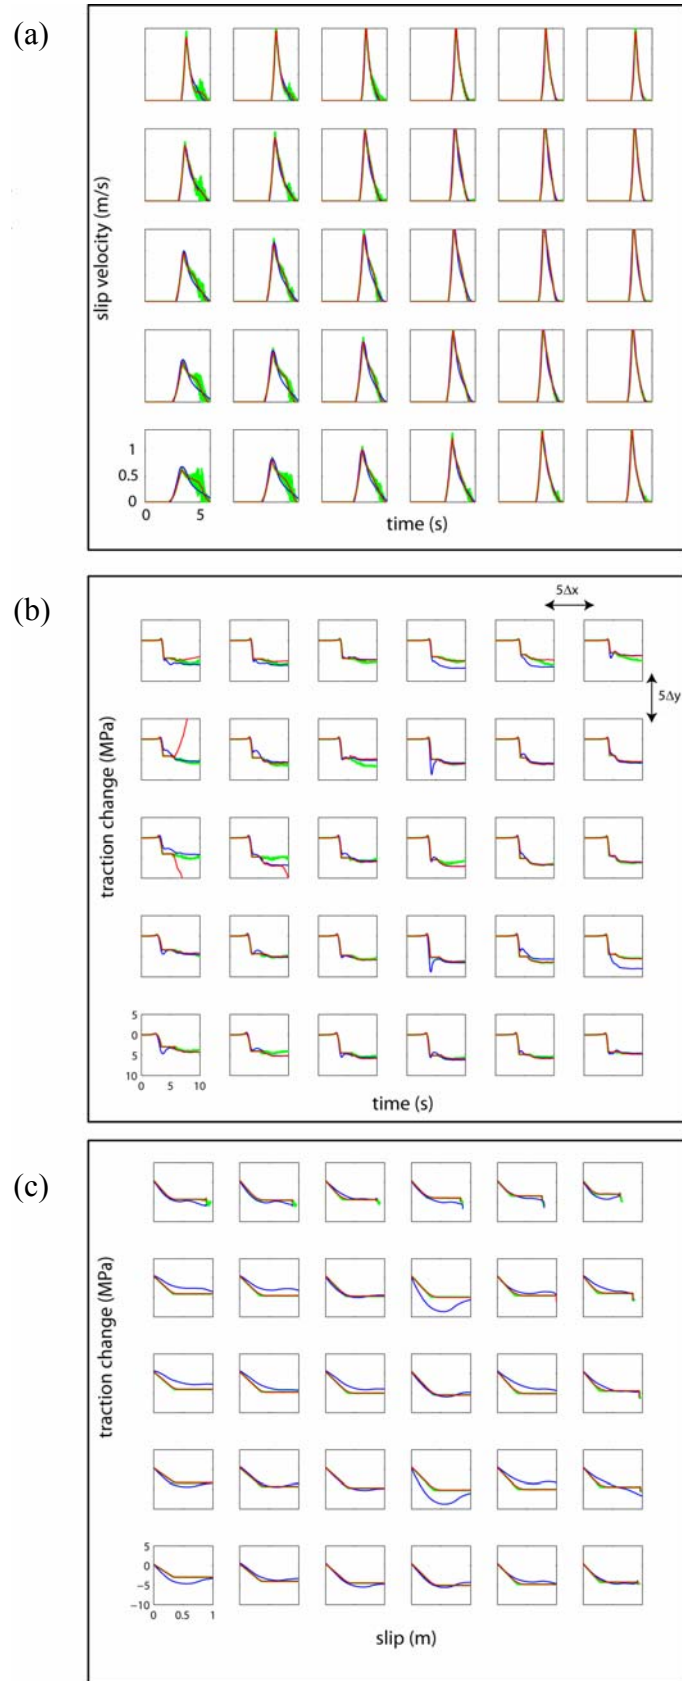 (a)
slip velocity (m/s)
1
0.5
0
0 5
time (s)
(b)
5Δx
5Δy
traction change (MPa)
5
0
5
10
0 5 10
time (s)
(c)
traction change (MPa)
5
0
−5
−10
0 0.5 1
slip (m)